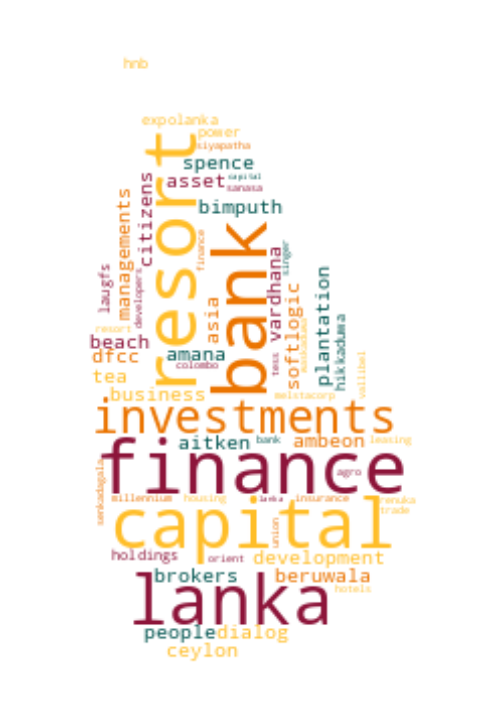 hnb
expolanka
power
siyapatha
resort
spence
capital
asset
sanasa
citizens
managements
bimputh
bank
finance
laugfs
developers
asia
vardhana
singer
softlogic
plantation
hikkaduwa
resort
beach
dfcc
amana
colombo
tess
vallibel
tea
business
melstacorp
investments
aitken
bank
ambeon
leasing
finance
agro
senkadagala
millennium
housing
lanka
insurance
renuka
trade
capital
union
holdings
orient
development
brokers
beruwala
hotels
lanka
people
dialog
ceylon